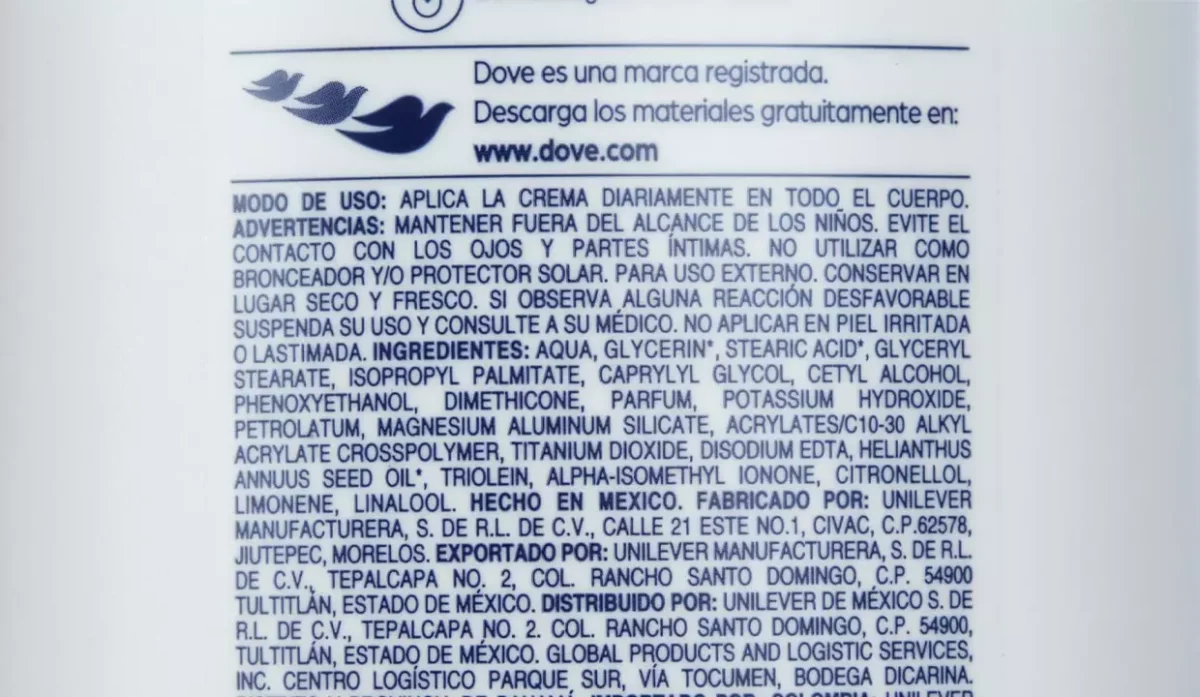 Dove es una marca registrada.
Descarga los materiales gratuitamente en:
www.dove.com
MODO DE USO: APLICA LA CREMA DIARIAMENTE EN TODO EL CUERPO.
ADVERTENCIAS: MANTENER FUERA DEL ALCANCE DE LOS NIÑOS. EVITE EL
CONTACTO CON LOS OJOS Y PARTES ÍNTIMAS. NO UTILIZAR COMO
BRONCEADOR Y/O PROTECTOR SOLAR. PARA USO EXTERNO. CONSERVAR EN
LUGAR SECO Y FRESCO. SI OBSERVA ALGUNA REACCIÓN DESFAVORABLE
SUSPENDA SU USO Y CONSULTE A SU MÉDICO. NO APLICAR EN PIEL IRRITADA
O LASTIMADA. INGREDIENTES: AQUA, GLYCERIN*, STEARIC ACID*, GLYCERYL
STEARATE, ISOPROPYL PALMITATE, CAPRYLYL GLYCOL, CETYL ALCOHOL,
PHENOXYETHANOL, DIMETHICONE, PARFUM, POTASSIUM HYDROXIDE,
PETROLATUM, MAGNESIUM ALUMINUM SILICATE, ACRYLATES/C10-30 ALKYL
ACRYLATE CROSSPOLYMER, TITANIUM DIOXIDE, DISODIUM EDTA, HELIANTHUS
ANNUUS SEED OIL*, TRIOLEIN, ALPHA-ISOMETHYL IONONE, CITRONELLOL,
LIMONENE, LINALOOL. HECHO EN MEXICO. FABRICADO POR: UNILEVER
MANUFACTURERA, S. DE R.L. DE C.V., CALLE 21 ESTE NO.1, CIVAC, C.P.62578,
JIUTEPEC, MORELOS. EXPORTADO POR: UNILEVER MANUFACTURERA, S. DE R.L.
DE C.V., TEPALCAPA NO. 2, COL. RANCHO SANTO DOMINGO, C.P. 54900
TULTITLÁN, ESTADO DE MÉXICO. DISTRIBUIDO POR: UNILEVER DE MÉXICO S. DE
R.L. DE C.V., TEPALCAPA NO. 2. COL. RANCHO SANTO DOMINGO, C.P. 54900,
TULTITLÁN, ESTADO DE MÉXICO. GLOBAL PRODUCTS AND LOGISTIC SERVICES,
INC. CENTRO LOGÍSTICO PARQUE SUR, VÍA TOCUMEN, BODEGA DICARINA.